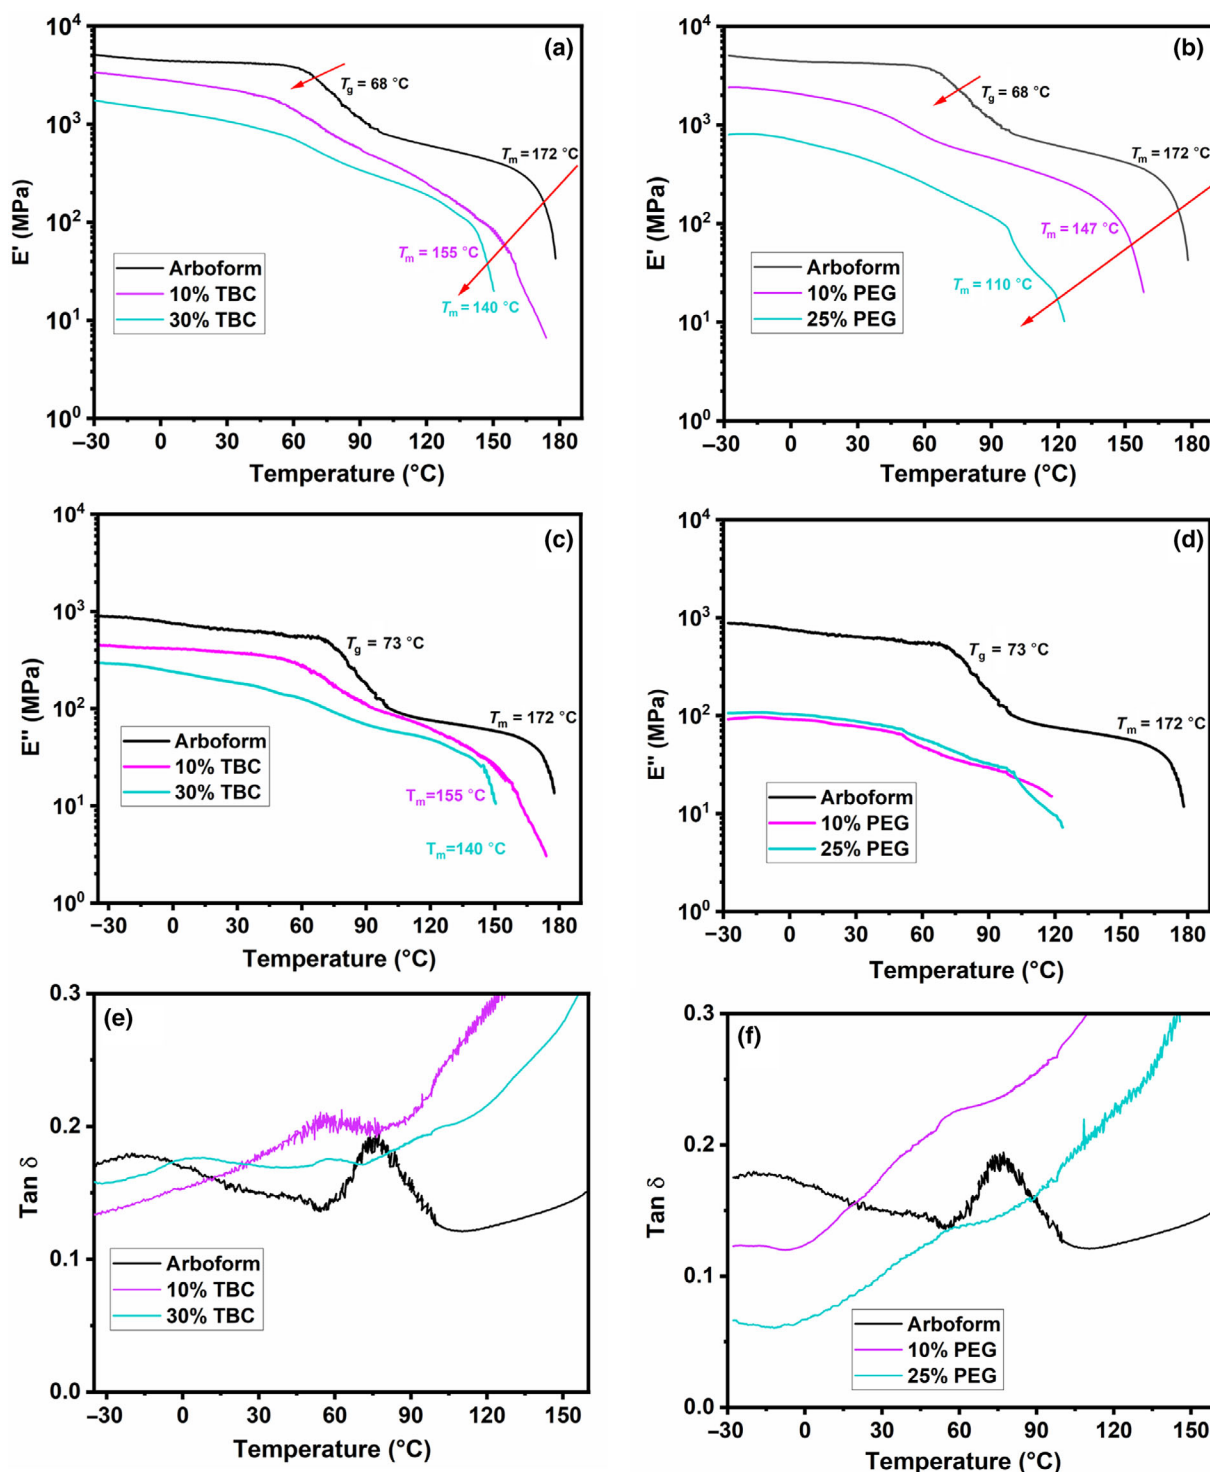 (a)
10⁴
10³
10²
10¹
10⁰
E' (MPa)
Tg = 68 °C
Tm = 172 °C
Tm = 155 °C
Tm = 140 °C
Arboform
10% TBC
30% TBC
–30 0 30 60 90 120 150 180
Temperature (°C)
(b)
10⁴
10³
10²
10¹
10⁰
E' (MPa)
Tg = 68 °C
Tm = 172 °C
Tm = 147 °C
Tm = 110 °C
Arboform
10% PEG
25% PEG
–30 0 30 60 90 120 150 180
Temperature (°C)
(c)
10⁴
10³
10²
10¹
10⁰
E'' (MPa)
Tg = 73 °C
Tm = 172 °C
Arboform
10% TBC
30% TBC
Tm=155 °C
Tm=140 °C
–30 0 30 60 90 120 150 180
Temperature (°C)
(d)
10⁴
10³
10²
10¹
10⁰
E'' (MPa)
Tg = 73 °C
Tm = 172 °C
Arboform
10% PEG
25% PEG
–30 0 30 60 90 120 150 180
Temperature (°C)
(e)
0.3
0.2
0.1
0.0
Tan δ
Arboform
10% TBC
30% TBC
–30 0 30 60 90 120 150
Temperature (°C)
(f)
0.3
0.2
0.1
0.0
Tan δ
Arboform
10% PEG
25% PEG
–30 0 30 60 90 120 150
Temperature (°C)